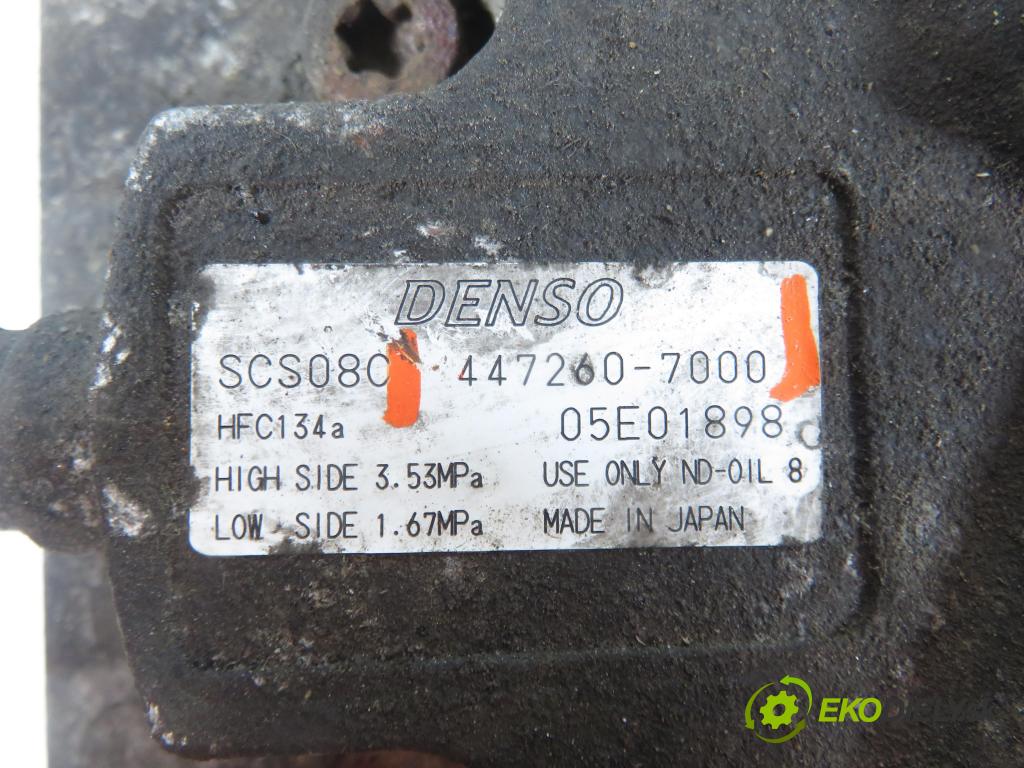 DENSO
SCS08C 447260-7000
HFC134a 05E01898 C
HIGH SIDE 3.53MPa USE ONLY ND-OIL 8
LOW SIDE 1.67MPa MADE IN JAPAN
EKO